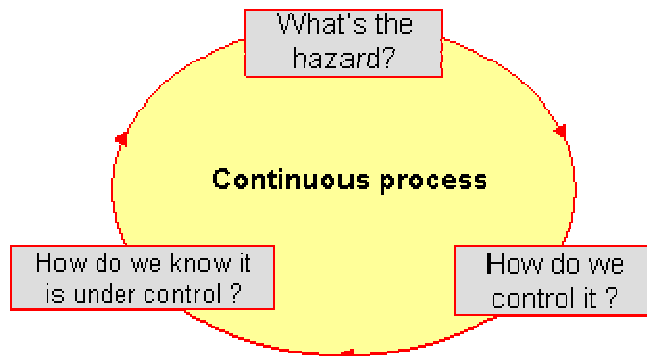 What's the
hazard?
Continuous process
How do we know it
is under control ?
How do we
control it ?